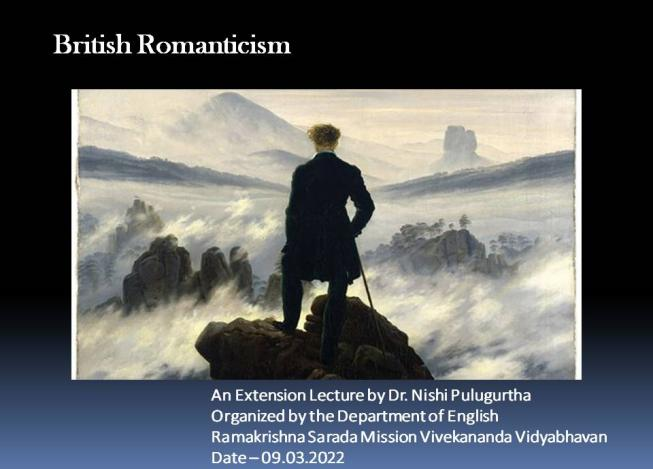 British Romanticism
An Extension Lecture by Dr. Nishi Pulugurtha
Organized by the Department of English
Ramakrishna Sarada Mission Vivekananda Vidyabhavan
Date – 09.03.2022